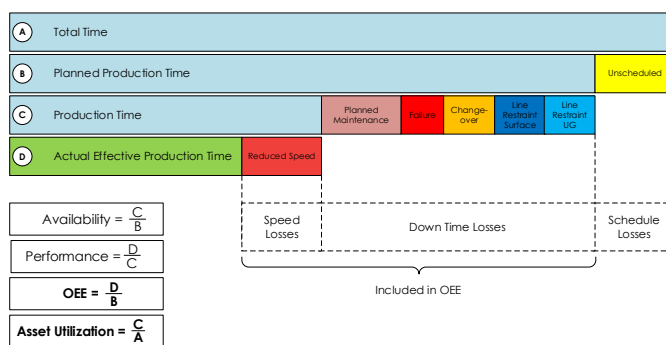 A Total Time
B Planned Production Time Unscheduled
C Production Time Planned Maintenance Failure Change-over Line Restraint Surface Line Restraint UG
D Actual Effective Production Time Reduced Speed
Speed Losses Down Time Losses Schedule Losses
Included in OEE
Availability = C/B
Performance = D/C
OEE = D/B
Asset Utilization = C/A